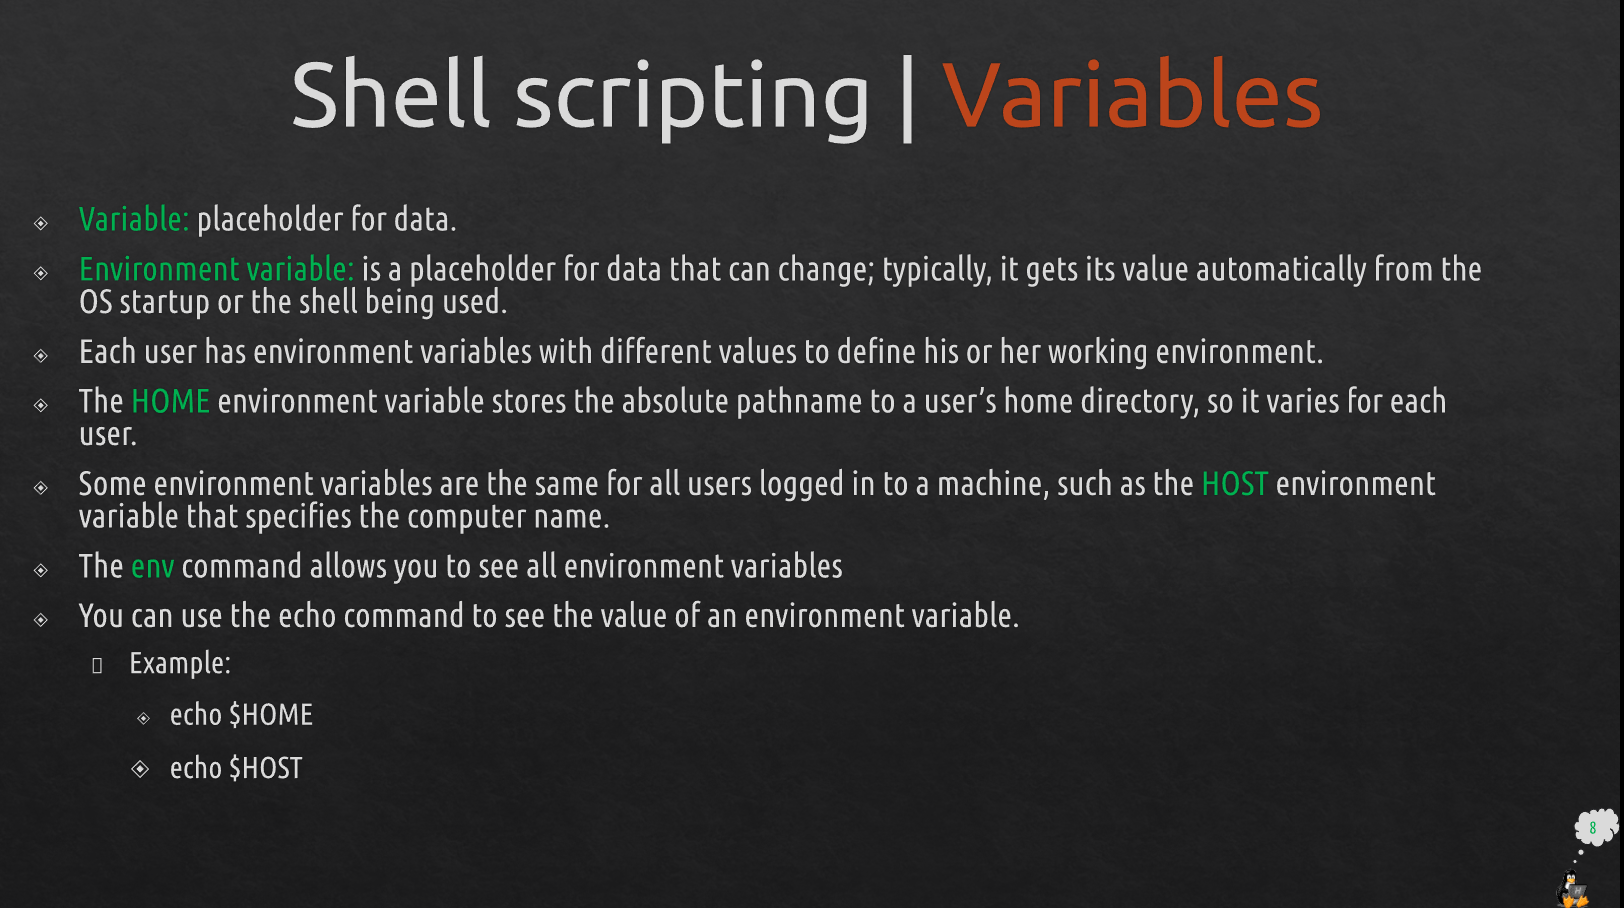 Shell scripting | Variables
Variable: placeholder for data.
Environment variable: is a placeholder for data that can change; typically, it gets its value automatically from the
OS startup or the shell being used.
Each user has environment variables with different values to define his or her working environment.
The HOME environment variable stores the absolute pathname to a user’s home directory, so it varies for each
user.
Some environment variables are the same for all users logged in to a machine, such as the HOST environment
variable that specifies the computer name.
The env command allows you to see all environment variables
You can use the echo command to see the value of an environment variable.
Example:
echo $HOME
echo $HOST
8